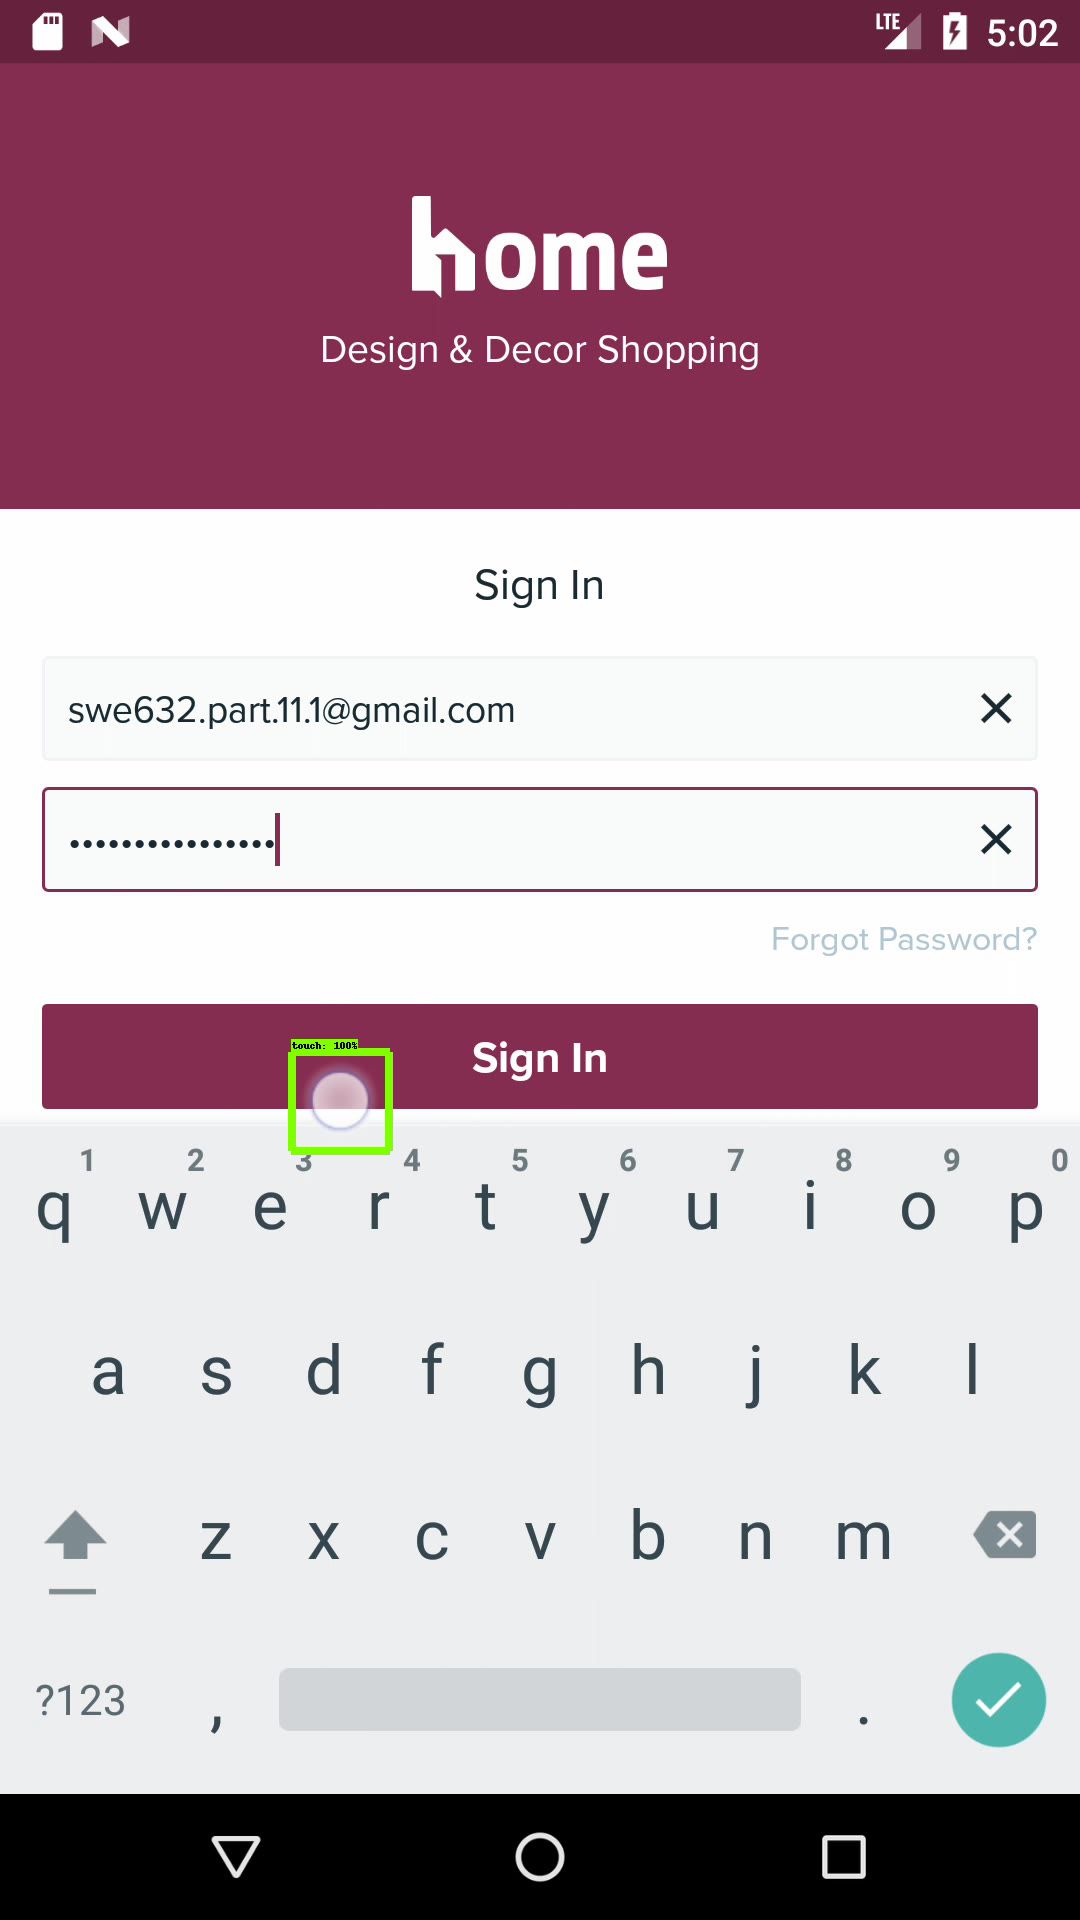 LTE 5:02
home
Design & Decor Shopping
Sign In
swe632.part.11.1@gmail.com
••••••••••••••••
Forgot Password?
Sign In
touch: 100%
1 2 3 4 5 6 7 8 9 0
q w e r t y u i o p
a s d f g h j k l
z x c v b n m
?123 , .